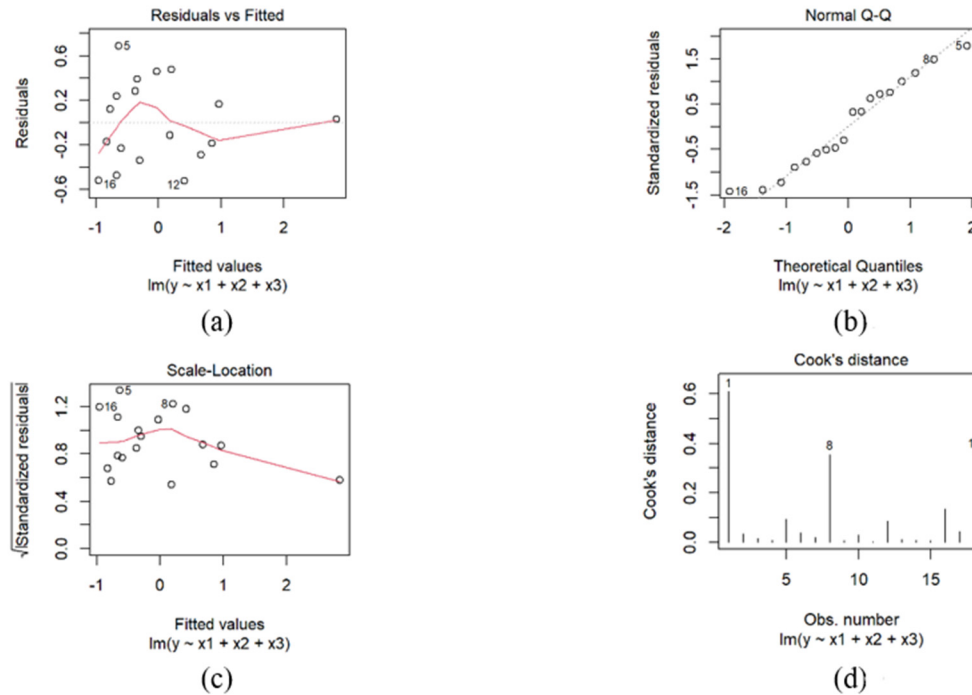 Residuals vs Fitted
Residuals
0.6
0.2
-0.2
-0.6
5
16
12
-1
0
1
2
Fitted values
lm(y ~ x1 + x2 + x3)
(a)
Normal Q-Q
Standardized residuals
1.5
0.5
-0.5
-1.5
5
8
16
-2
-1
0
1
2
Theoretical Quantiles
lm(y ~ x1 + x2 + x3)
(b)
Scale-Location
√|Standardized residuals|
1.2
0.8
0.4
0.0
5
16
8
-1
0
1
2
Fitted values
lm(y ~ x1 + x2 + x3)
(c)
Cook's distance
Cook's distance
0.6
0.4
0.2
0.0
1
8
5
10
15
Obs. number
lm(y ~ x1 + x2 + x3)
(d)